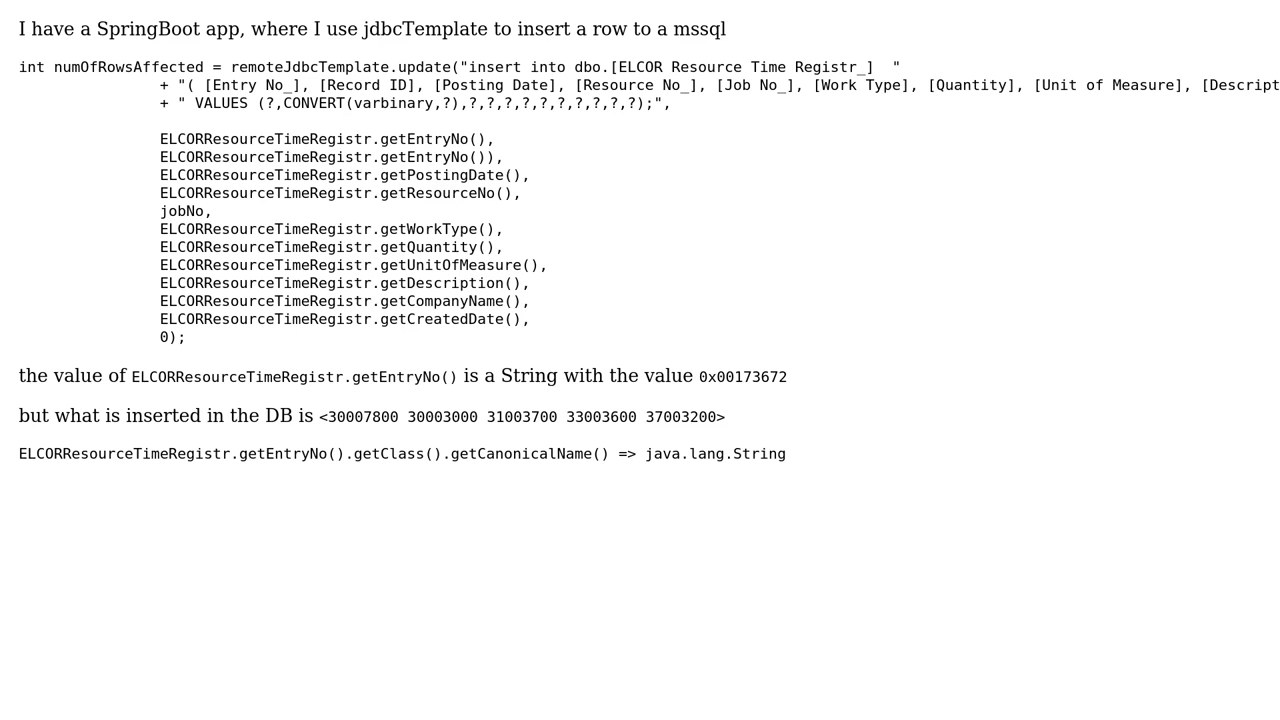 I have a SpringBoot app, where I use jdbcTemplate to insert a row to a mssql
int numOfRowsAffected = remoteJdbcTemplate.update("insert into dbo.[ELCOR Resource Time Registr_]  "
+ "( [Entry No_], [Record ID], [Posting Date], [Resource No_], [Job No_], [Work Type], [Quantity], [Unit of Measure], [Descript
+ " VALUES (?,CONVERT(varbinary,?),?,?,?,?,?,?,?,?,?,?);",
ELCORResourceTimeRegistr.getEntryNo(),
ELCORResourceTimeRegistr.getEntryNo()),
ELCORResourceTimeRegistr.getPostingDate(),
ELCORResourceTimeRegistr.getResourceNo(),
jobNo,
ELCORResourceTimeRegistr.getWorkType(),
ELCORResourceTimeRegistr.getQuantity(),
ELCORResourceTimeRegistr.getUnitOfMeasure(),
ELCORResourceTimeRegistr.getDescription(),
ELCORResourceTimeRegistr.getCompanyName(),
ELCORResourceTimeRegistr.getCreatedDate(),
0);
the value of ELCORResourceTimeRegistr.getEntryNo() is a String with the value 0x00173672
but what is inserted in the DB is <30007800 30003000 31003700 33003600 37003200>
ELCORResourceTimeRegistr.getEntryNo().getClass().getCanonicalName() => java.lang.String